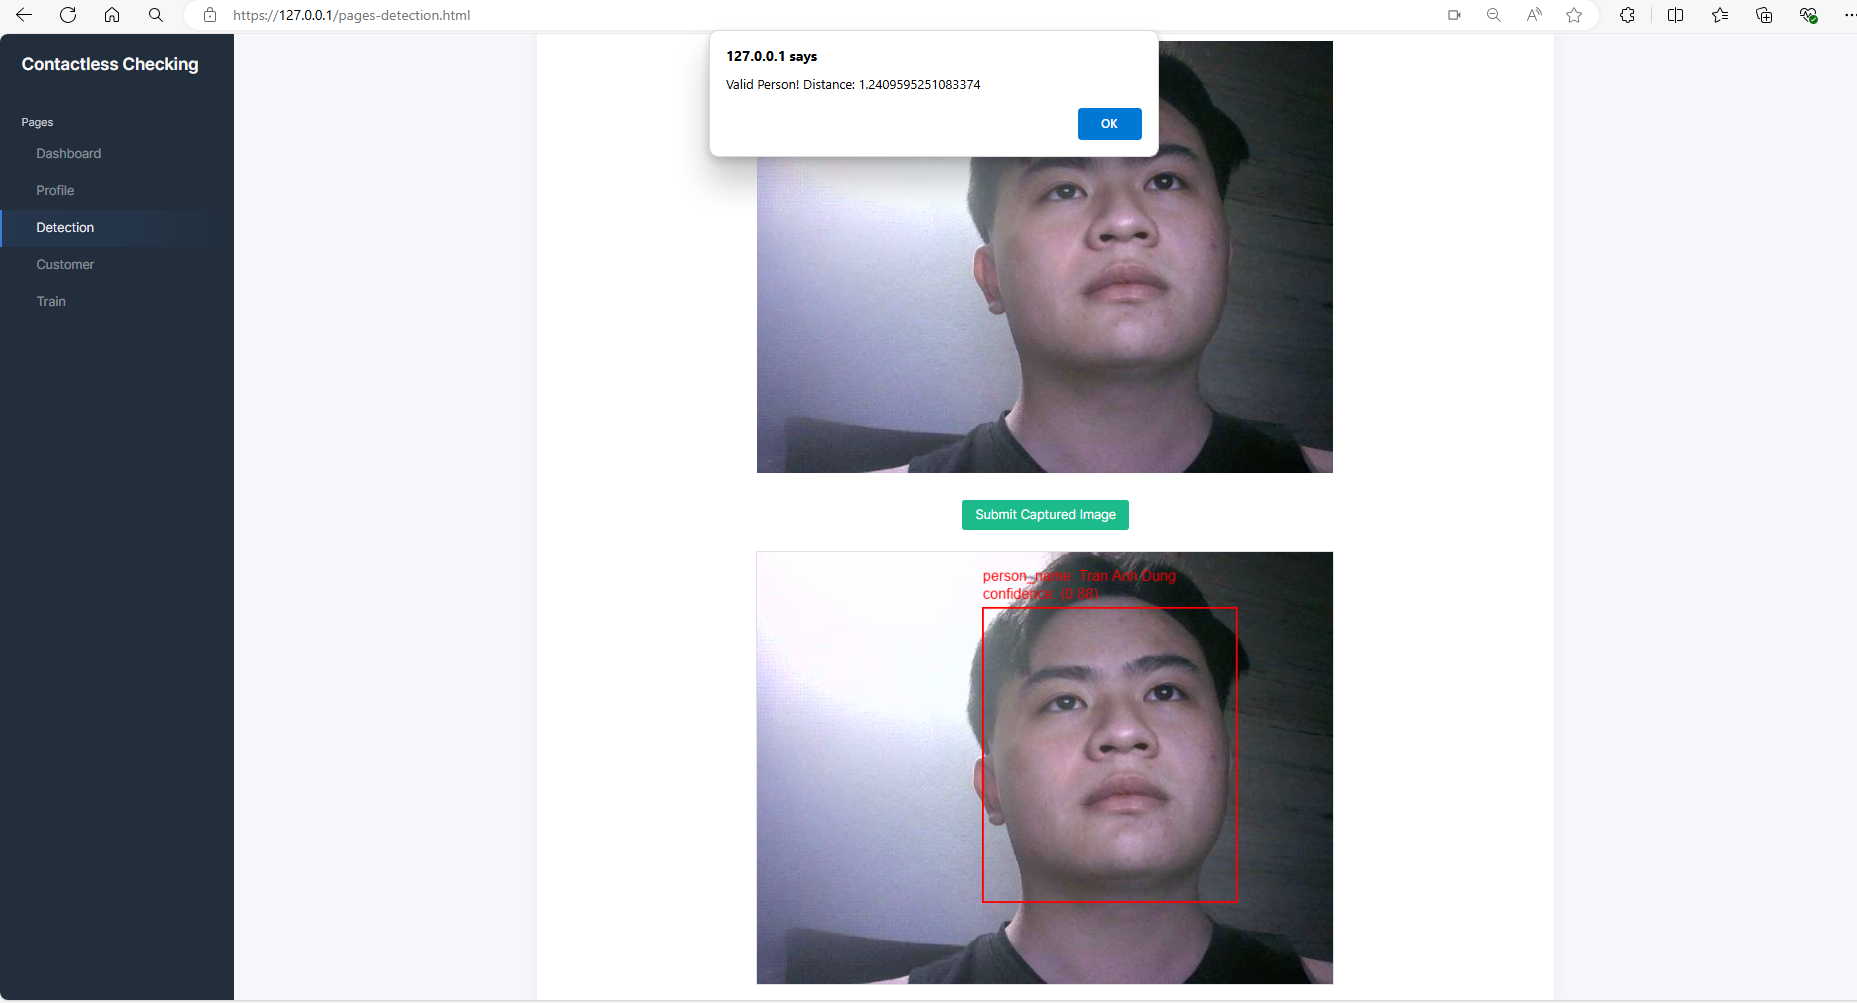 https://127.0.0.1/pages-detection.html
Contactless Checking
Pages
Dashboard
Profile
Detection
Customer
Train
127.0.0.1 says
Valid Person! Distance: 1.2409595251083374
OK
Submit Captured Image
person_name: Tran Anh Dung
confidence: (0.88)